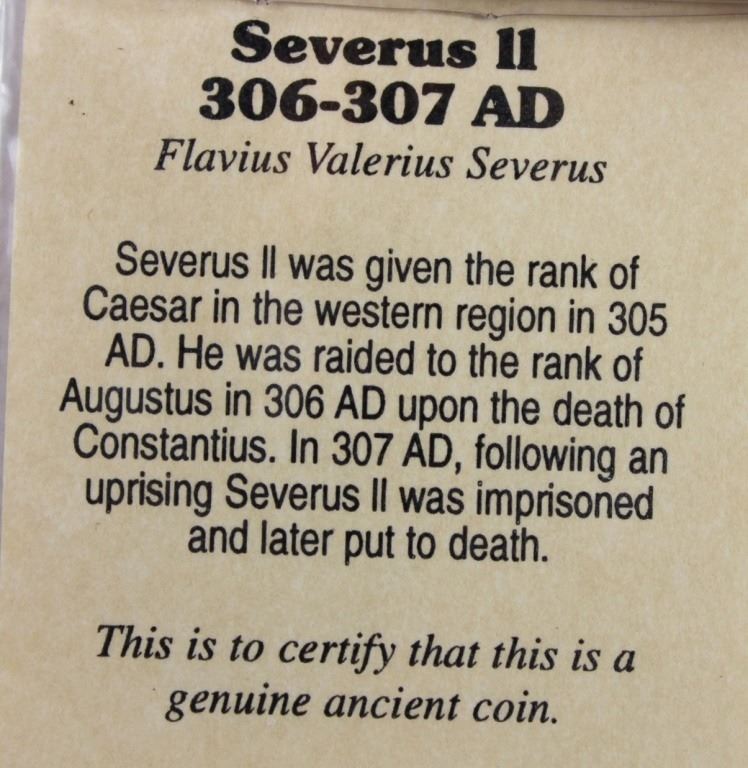 Severus II
306-307 AD
Flavius Valerius Severus
Severus II was given the rank of
Caesar in the western region in 305
AD. He was raided to the rank of
Augustus in 306 AD upon the death of
Constantius. In 307 AD, following an
uprising Severus II was imprisoned
and later put to death.
This is to certify that this is a
genuine ancient coin.